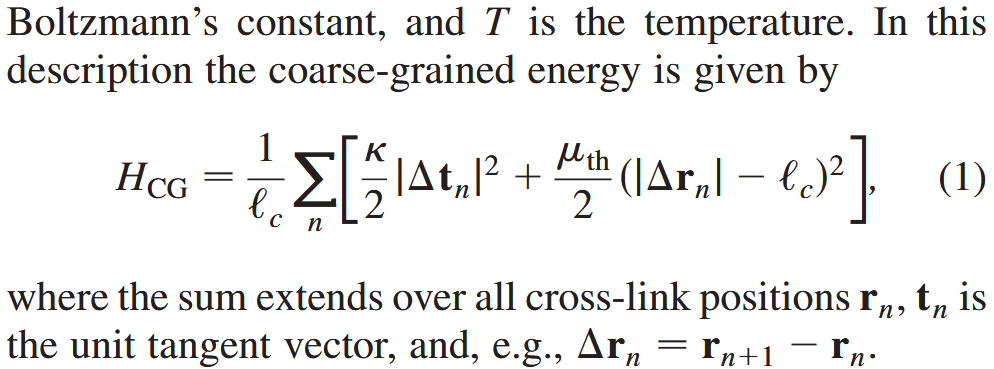 Boltzmann's constant, and T is the temperature. In this
description the coarse-grained energy is given by
H_CG = 1/ℓ_c ∑_n [ κ/2 |Δt_n|² + μ_th/2 (|Δr_n| − ℓ_c)² ], (1)
where the sum extends over all cross-link positions r_n, t_n is
the unit tangent vector, and, e.g., Δr_n = r_{n+1} − r_n.